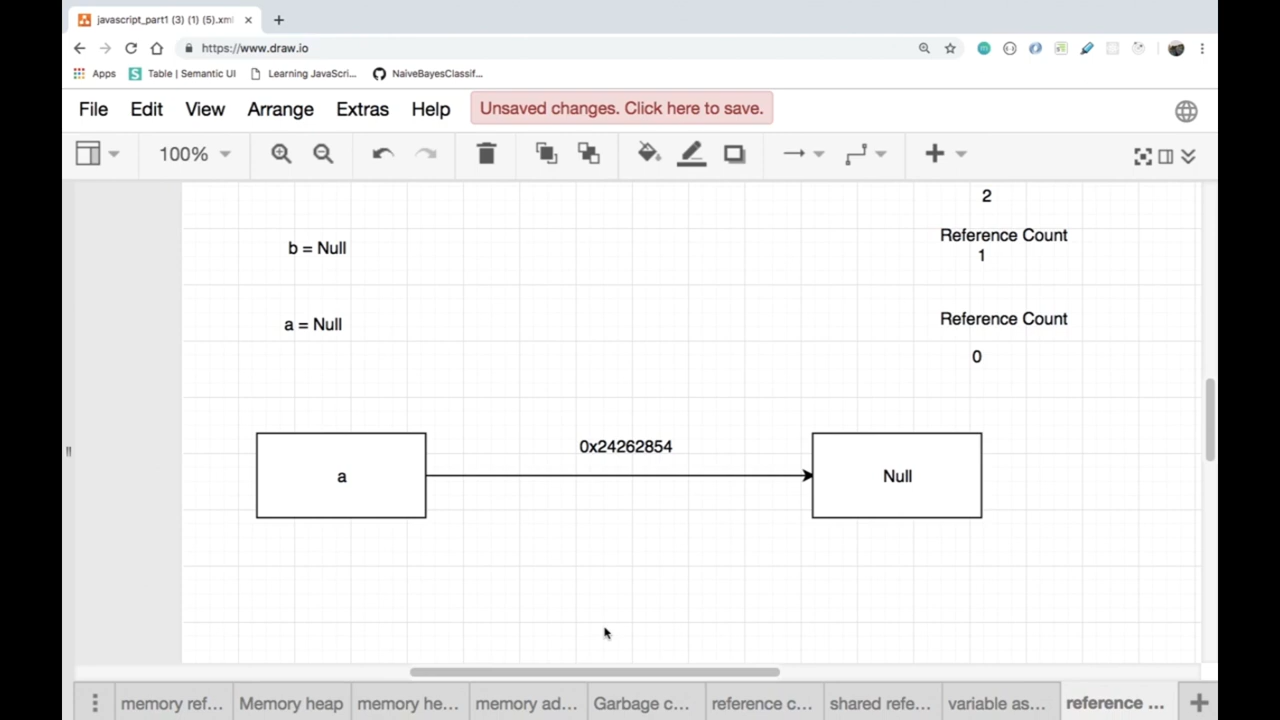 javascript_part1 (3) (1) (5).xml
https://www.draw.io
Apps
Table | Semantic UI
Learning JavaScri...
NaiveBayesClassif...
File Edit View Arrange Extras Help
Unsaved changes. Click here to save.
100%
2
Reference Count
1
b = Null
Reference Count
0
a = Null
0x24262854
a
Null
memory ref...
Memory heap
memory he...
memory ad...
Garbage c...
reference c...
shared refe...
variable as...
reference ...